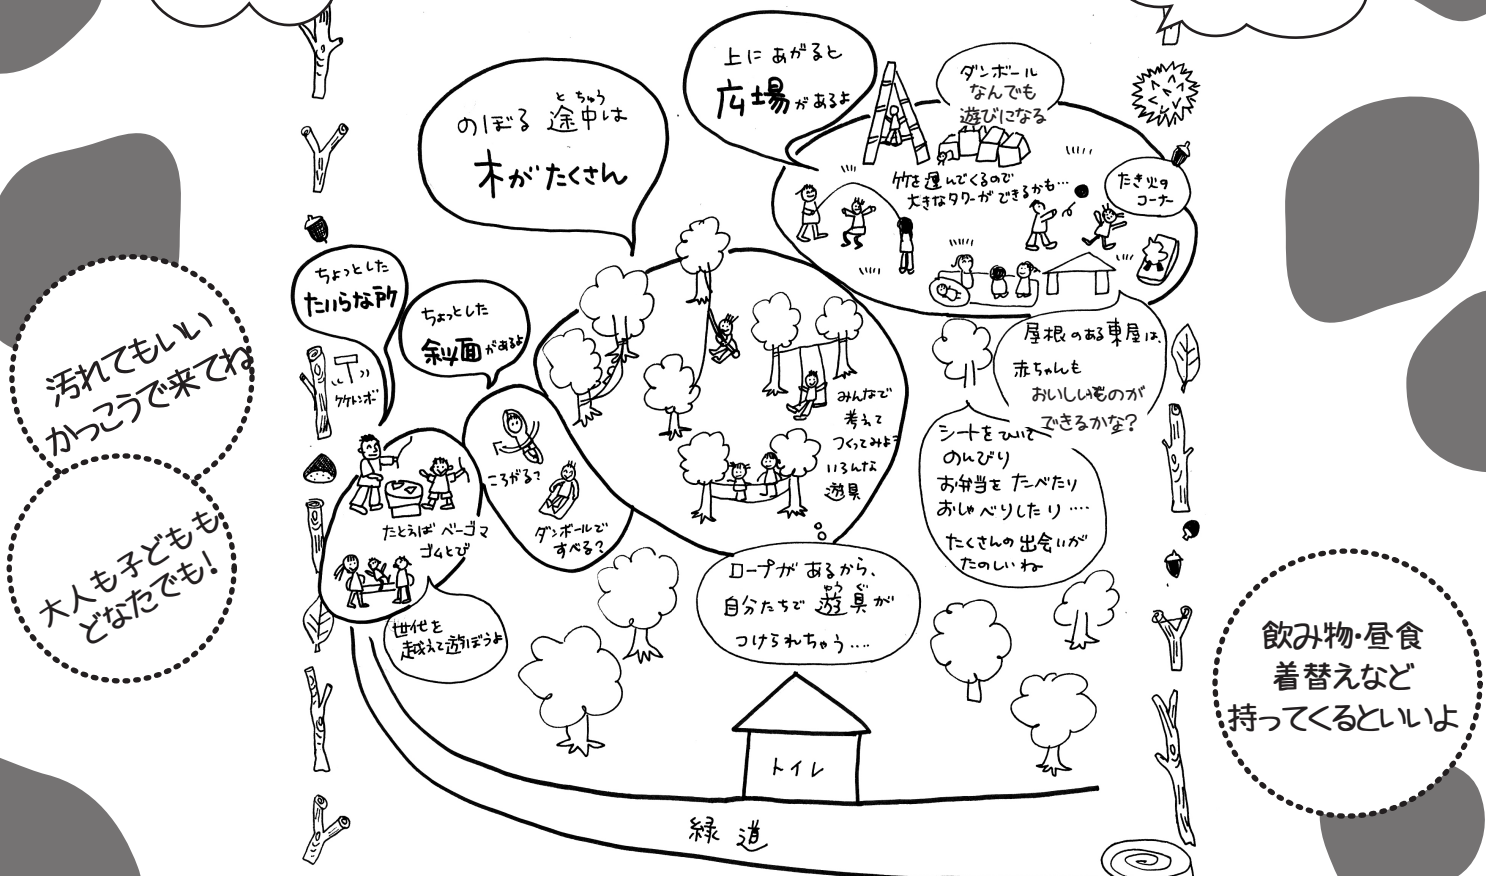 上にあがると
広場があるよ
ダンボール
なんでも
遊びになる
のぼる途中は
とちゅう
木がたくさん
竹を運んでくるので
大きなタワーができるかも…
たき火の
コーナー
ちょっとした
たいらな所
ちょっとした
斜面があるよ
屋根のある東屋は、
赤ちゃんも
おいしいものが
できるかな?
汚れてもいい
かっこうで来てね
タケトンボ
みんなで
考えて
つくってみよう
いろんな
遊具
シートをひいて
のんびり
お弁当をたべたり
おしゃべりしたり‥‥
たくさんの出会いが
たのしいね
ころがる?
ダンボールで
すべる?
たとえばベーゴマ
ゴムとび
大人も子どもも
どなたでも!
ロープがあるから、
自分たちで遊具が
ゆうぐ
つけられちゃう‥‥
世代を
越えて遊ぼうよ
飲み物・昼食
着替えなど
持ってくるといいよ
トイレ
緑道